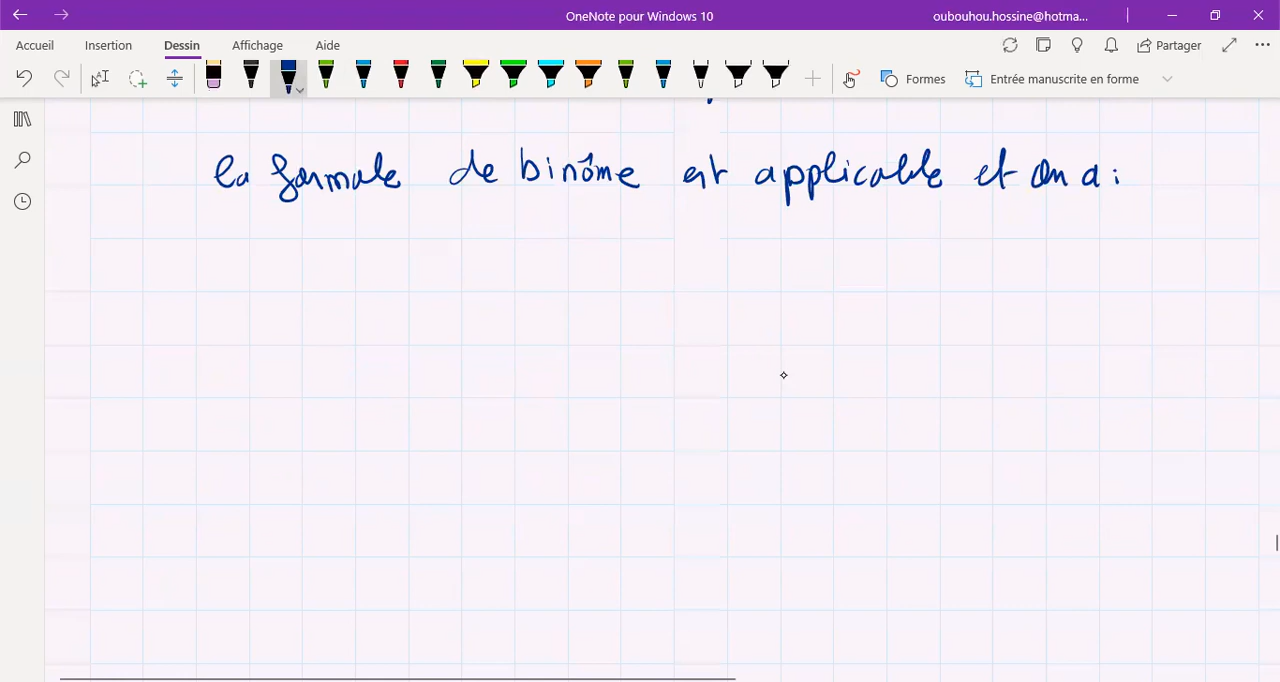 OneNote pour Windows 10
oubouhou.hossine@hotma...
Accueil Insertion Dessin Affichage Aide
Partager
Formes
Entrée manuscrite en forme
la formule de binôme est applicable et on a :